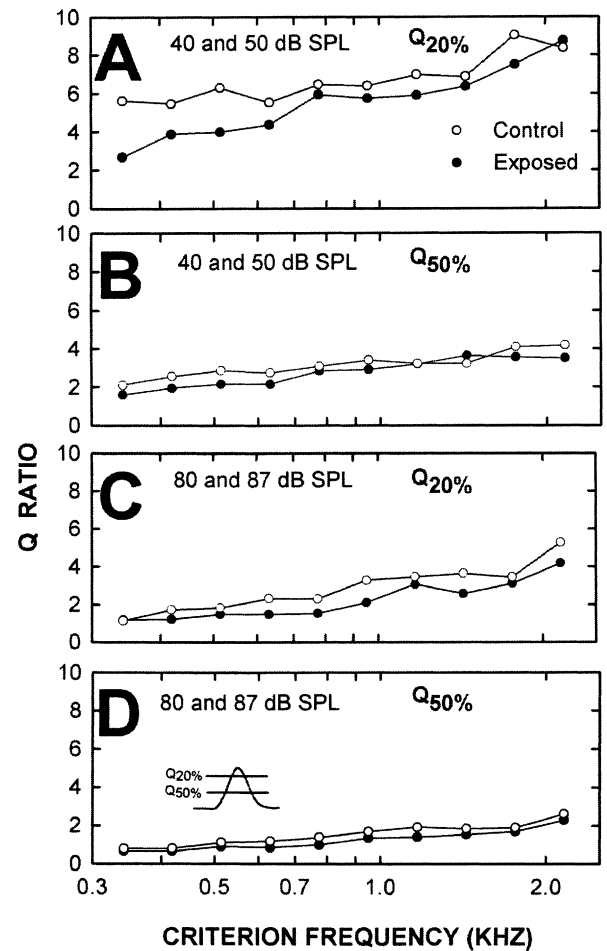 10
8
6
4
2
0
A
40 and 50 dB SPL
Q20%
Control
Exposed
10
8
6
4
2
0
B
40 and 50 dB SPL
Q50%
10
8
6
4
2
0
C
80 and 87 dB SPL
Q20%
10
8
6
4
2
0
D
80 and 87 dB SPL
Q50%
Q20%
Q50%
Q RATIO
0.3 0.5 0.7 1.0 2.0
CRITERION FREQUENCY (KHZ)